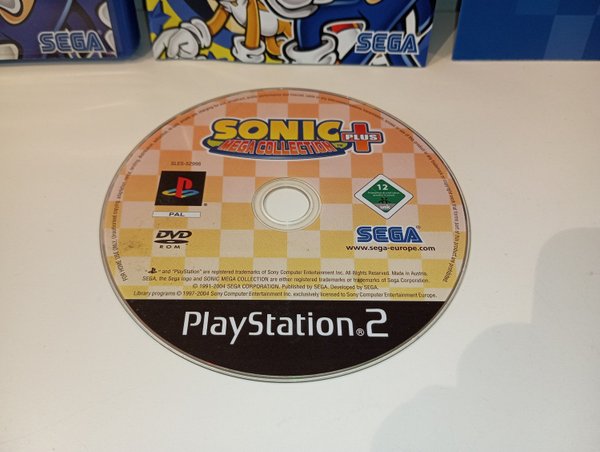 SEGA
SEGA
SONIC
MEGA COLLECTION
PLUS
SLES-52998
PAL
12
DVD
ROM
SEGA
www.sega-europe.com
" and "PlayStation" are registered trademarks of Sony Computer Entertainment Inc. All Rights Reserved. Made in Austria.
SEGA, the Sega logo and SONIC MEGA COLLECTION are either registered trademarks or trademarks of Sega Corporation.
© 1991-2004 SEGA CORPORATION. Published by SEGA. Developed by SEGA.
Library programs © 1997-2004 Sony Computer Entertainment Inc. exclusively licensed to Sony Computer Entertainment Europe.
PlayStation®2